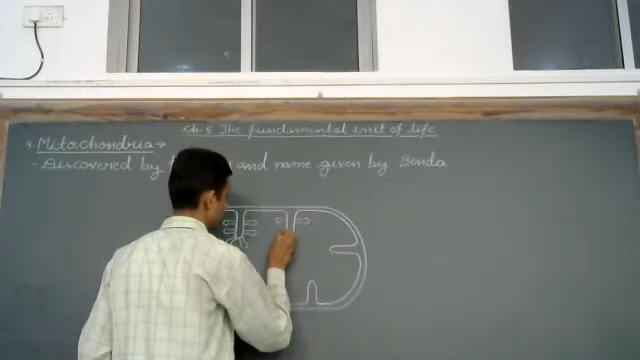 Ch-5 The fundamental unit of life
4. Mitochondria →
- Discovered by and name given by Benda